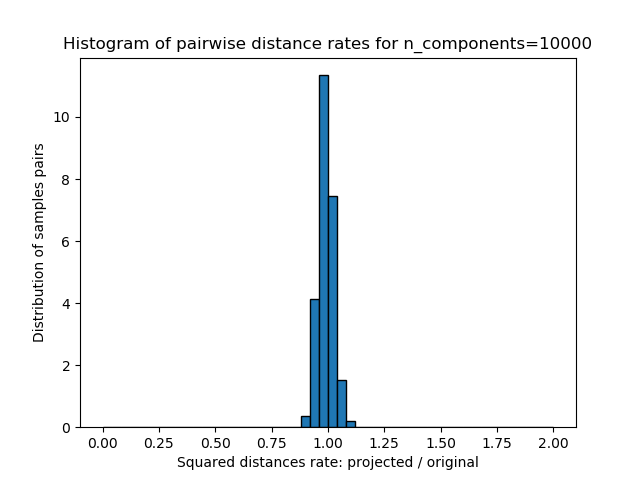 Histogram of pairwise distance rates for n_components=10000
Distribution of samples pairs
10
8
6
4
2
0
0.00 0.25 0.50 0.75 1.00 1.25 1.50 1.75 2.00
Squared distances rate: projected / original